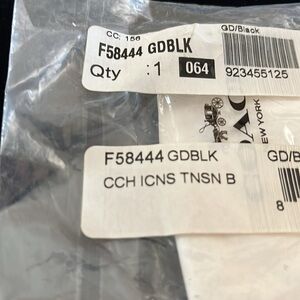 CC: 156 GD/Black
F58444 GDBLK
Qty :1 064 923455125
NEW YORK
F58444 GDBLK GD/B
CCH ICNS TNSN B
8